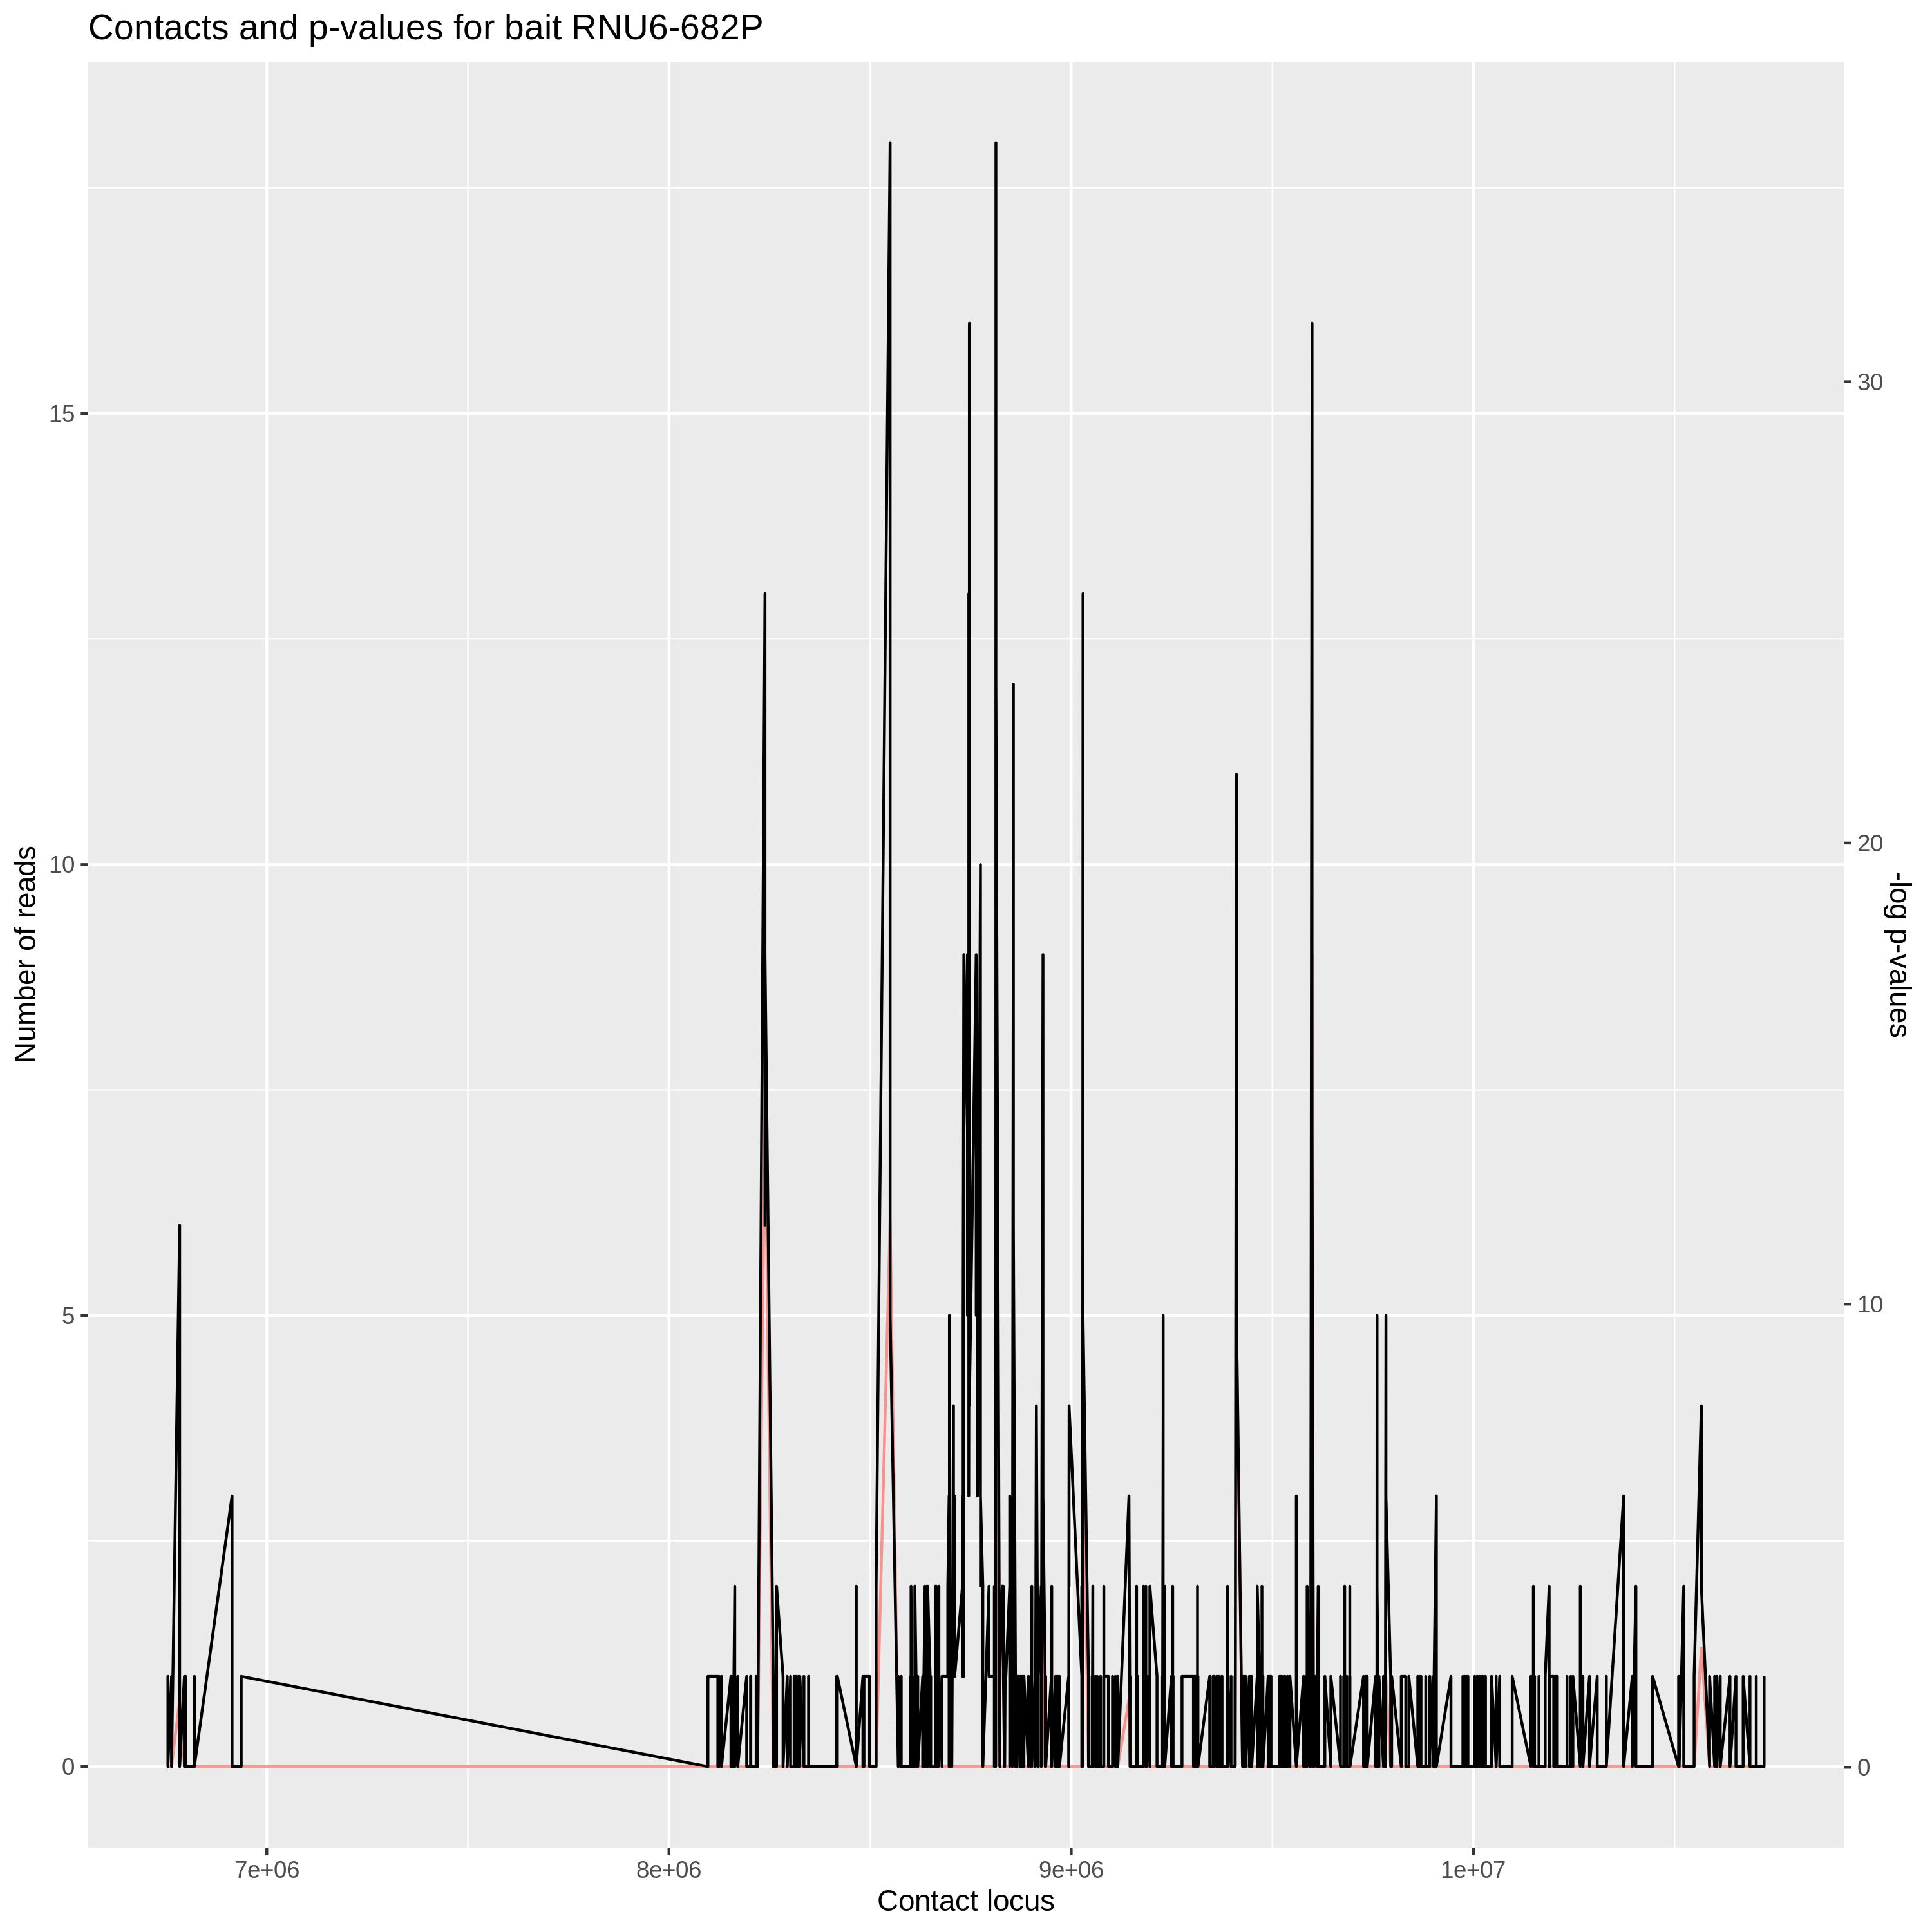 Contacts and p-values for bait RNU6-682P
15
10
5
0
Number of reads
30
20
10
0
-log p-values
7e+06
8e+06
9e+06
1e+07
Contact locus